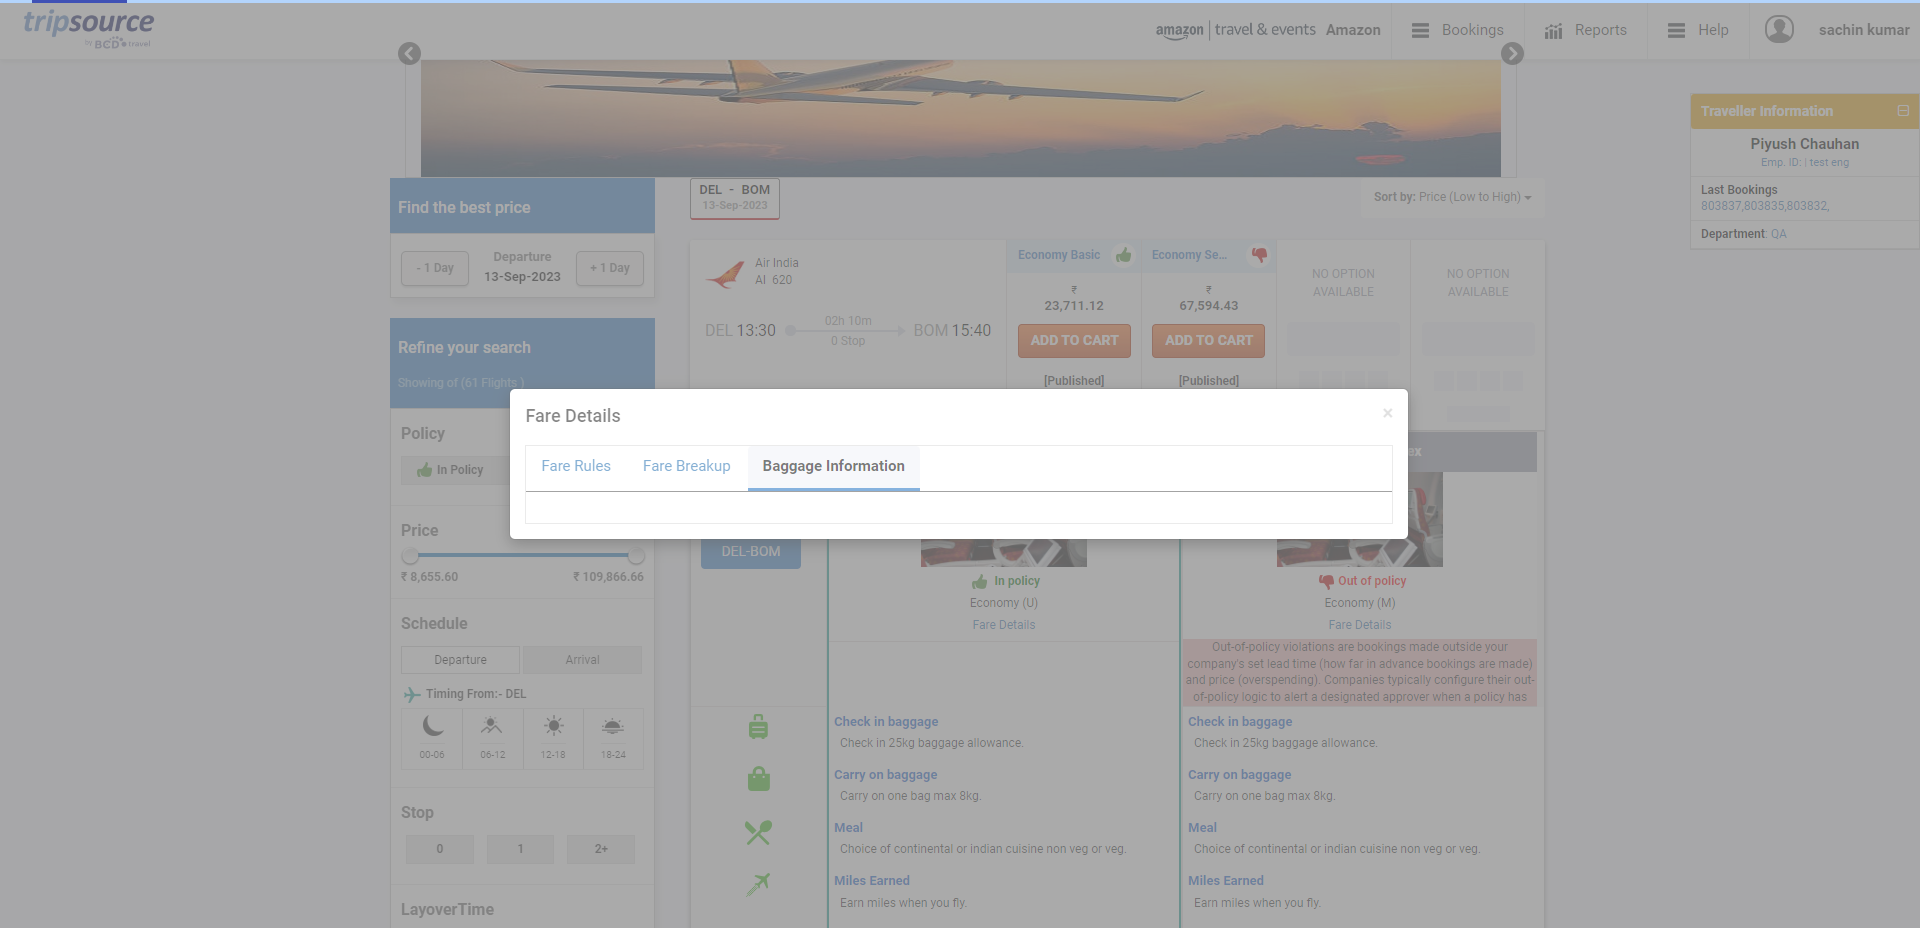 tripsource
by BCD travel
amazon travel & events Amazon
Bookings
Reports
Help
sachin kumar
Traveller Information
Piyush Chauhan
Emp. ID: | test eng
Last Bookings
803837,803835,803832,
Department: QA
Find the best price
- 1 Day
Departure
13-Sep-2023
+ 1 Day
DEL - BOM
13-Sep-2023
Sort by: Price (Low to High)
Refine your search
Showing of (61 Flights )
Air India
AI 620
DEL 13:30
02h 10m
0 Stop
BOM 15:40
Economy Basic
₹
23,711.12
ADD TO CART
[Published]
Economy Se...
₹
67,594.43
ADD TO CART
[Published]
NO OPTION
AVAILABLE
NO OPTION
AVAILABLE
Fare Details
×
Fare Rules
Fare Breakup
Baggage Information
ex
Policy
In Policy
Price
₹ 8,655.60
₹ 109,866.66
Schedule
Departure
Arrival
Timing From:- DEL
00-06
06-12
12-18
18-24
Stop
0
1
2+
LayoverTime
DEL-BOM
In policy
Economy (U)
Fare Details
Out of policy
Economy (M)
Fare Details
Out-of-policy violations are bookings made outside your
company's set lead time (how far in advance bookings are made)
and price (overspending). Companies typically configure their out-
of-policy logic to alert a designated approver when a policy has
Check in baggage
Check in 25kg baggage allowance.
Carry on baggage
Carry on one bag max 8kg.
Meal
Choice of continental or indian cuisine non veg or veg.
Miles Earned
Earn miles when you fly.
Check in baggage
Check in 25kg baggage allowance.
Carry on baggage
Carry on one bag max 8kg.
Meal
Choice of continental or indian cuisine non veg or veg.
Miles Earned
Earn miles when you fly.